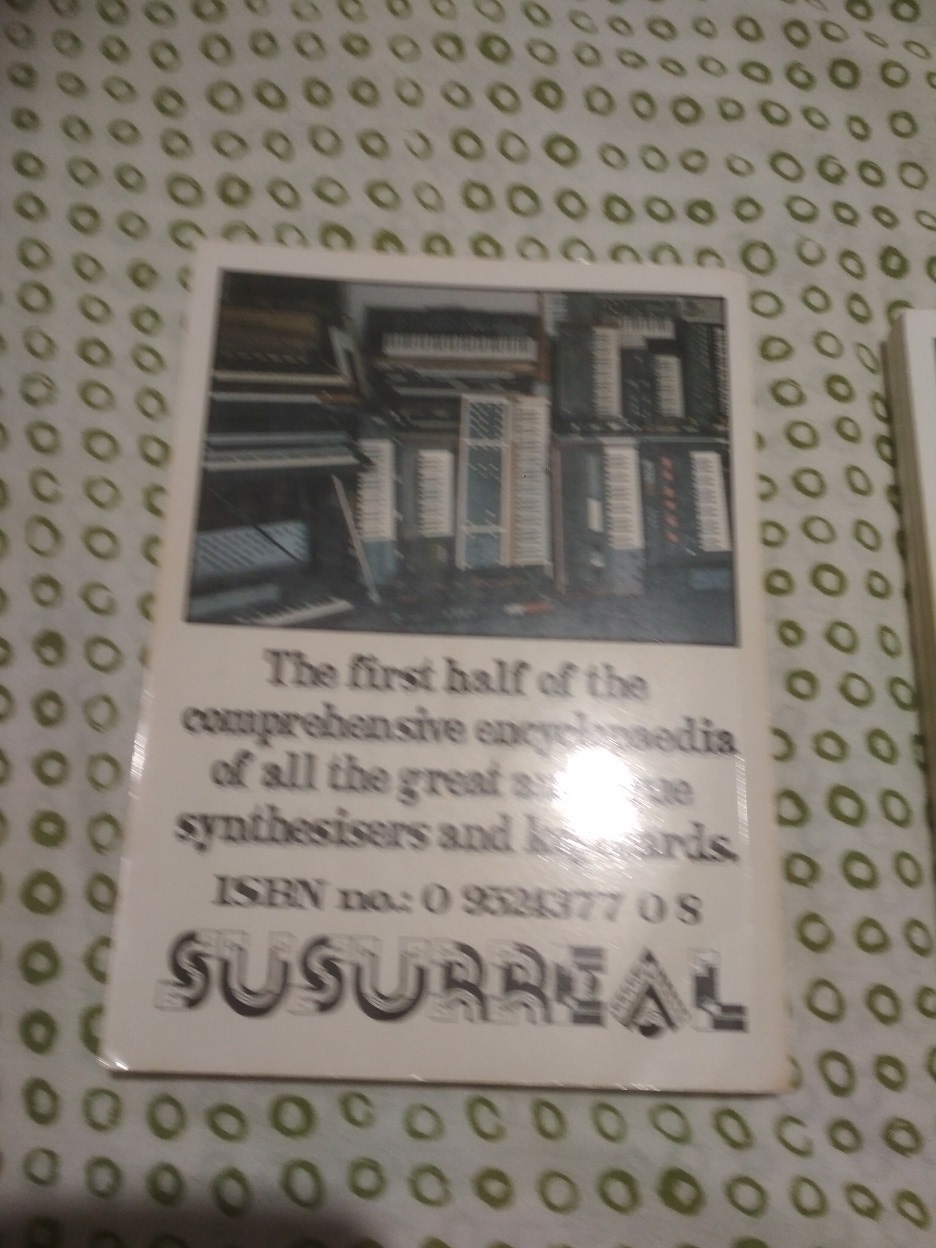 The first half of the
comprehensive encyclopaedia
of all the great
synthesisers and
ISBN no.: 0 9524377 0 8
SUSURREAL